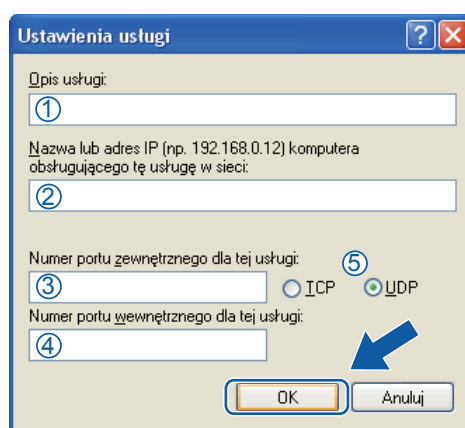 Ustawienia usługi
Opis usługi:
①
Nazwa lub adres IP (np. 192.168.0.12) komputera
obsługującego tę usługę w sieci:
②
Numer portu zewnętrznego dla tej usługi:
⑤
③ TCP UDP
Numer portu wewnętrznego dla tej usługi:
④
OK Anuluj